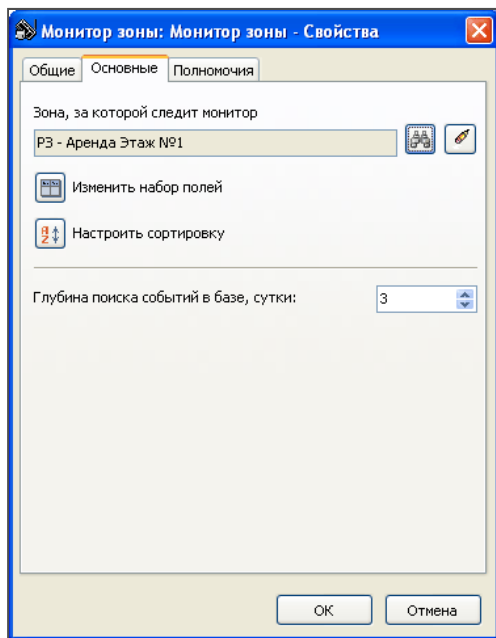 Монитор зоны: Монитор зоны - Свойства
Общие Основные Полномочия
Зона, за которой следит монитор
РЗ - Аренда Этаж №1
Изменить набор полей
Настроить сортировку
Глубина поиска событий в базе, сутки: 3
ОК Отмена